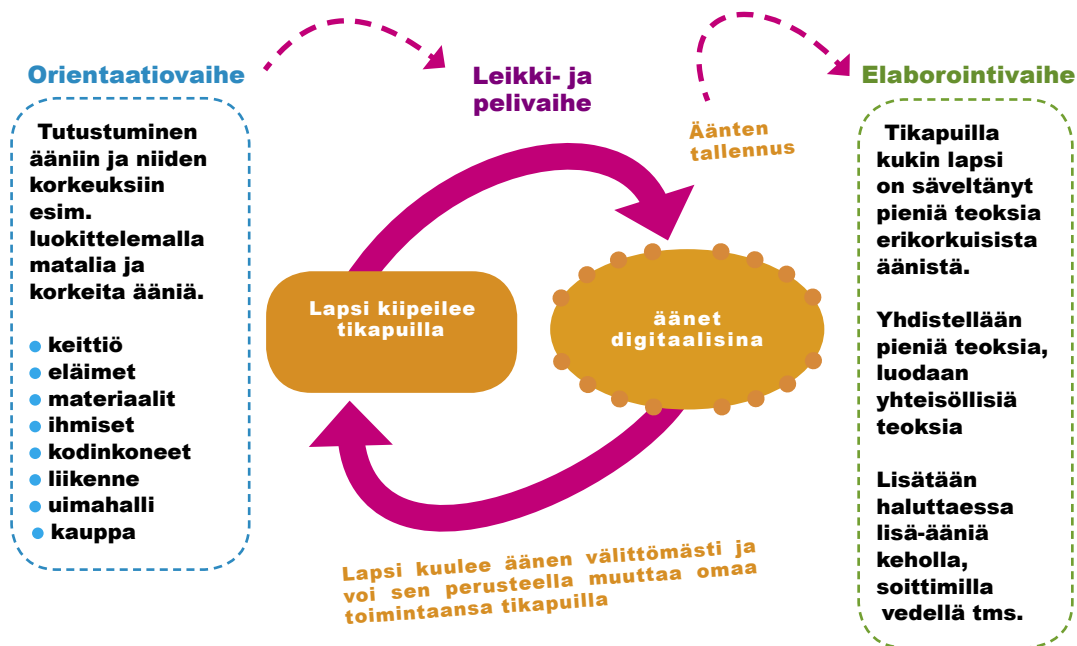 Orientaatiovaihe
Tutustuminen
ääniin ja niiden
korkeuksiin
esim.
luokittelemalla
matalia ja
korkeita ääniä.
keittiö
eläimet
materiaalit
ihmiset
kodinkoneet
liikenne
uimahalli
kauppa
Leikki- ja
pelivaihe
Äänten
tallennus
Lapsi kiipeilee
tikapuilla
äänet
digitaalisina
Lapsi kuulee äänen välittömästi ja
voi sen perusteella muuttaa omaa
toimintaansa tikapuilla
Elaborointivaihe
Tikapuilla
kukin lapsi
on säveltänyt
pieniä teoksia
erikorkuisista
äänistä.
Yhdistellään
pieniä teoksia,
luodaan
yhteisöllisiä
teoksia
Lisätään
haluttaessa
lisä-ääniä
keholla,
soittimilla
vedellä tms.